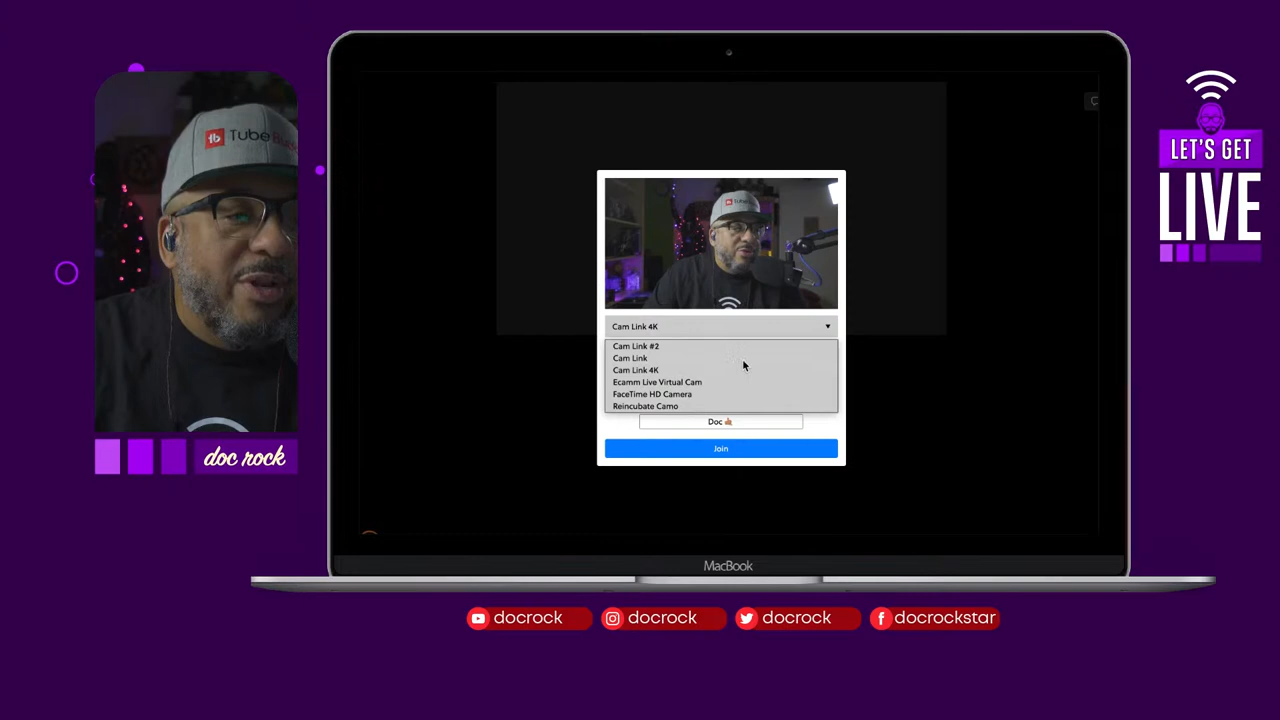 TubeBuddy
doc rock
Cam Link 4K
Cam Link #2
Cam Link
Cam Link 4K
Ecamm Live Virtual Cam
FaceTime HD Camera
Reincubate Camo
Doc 🤙🏽
Join
MacBook
LET'S GET
LIVE
docrock
docrock
docrock
docrockstar